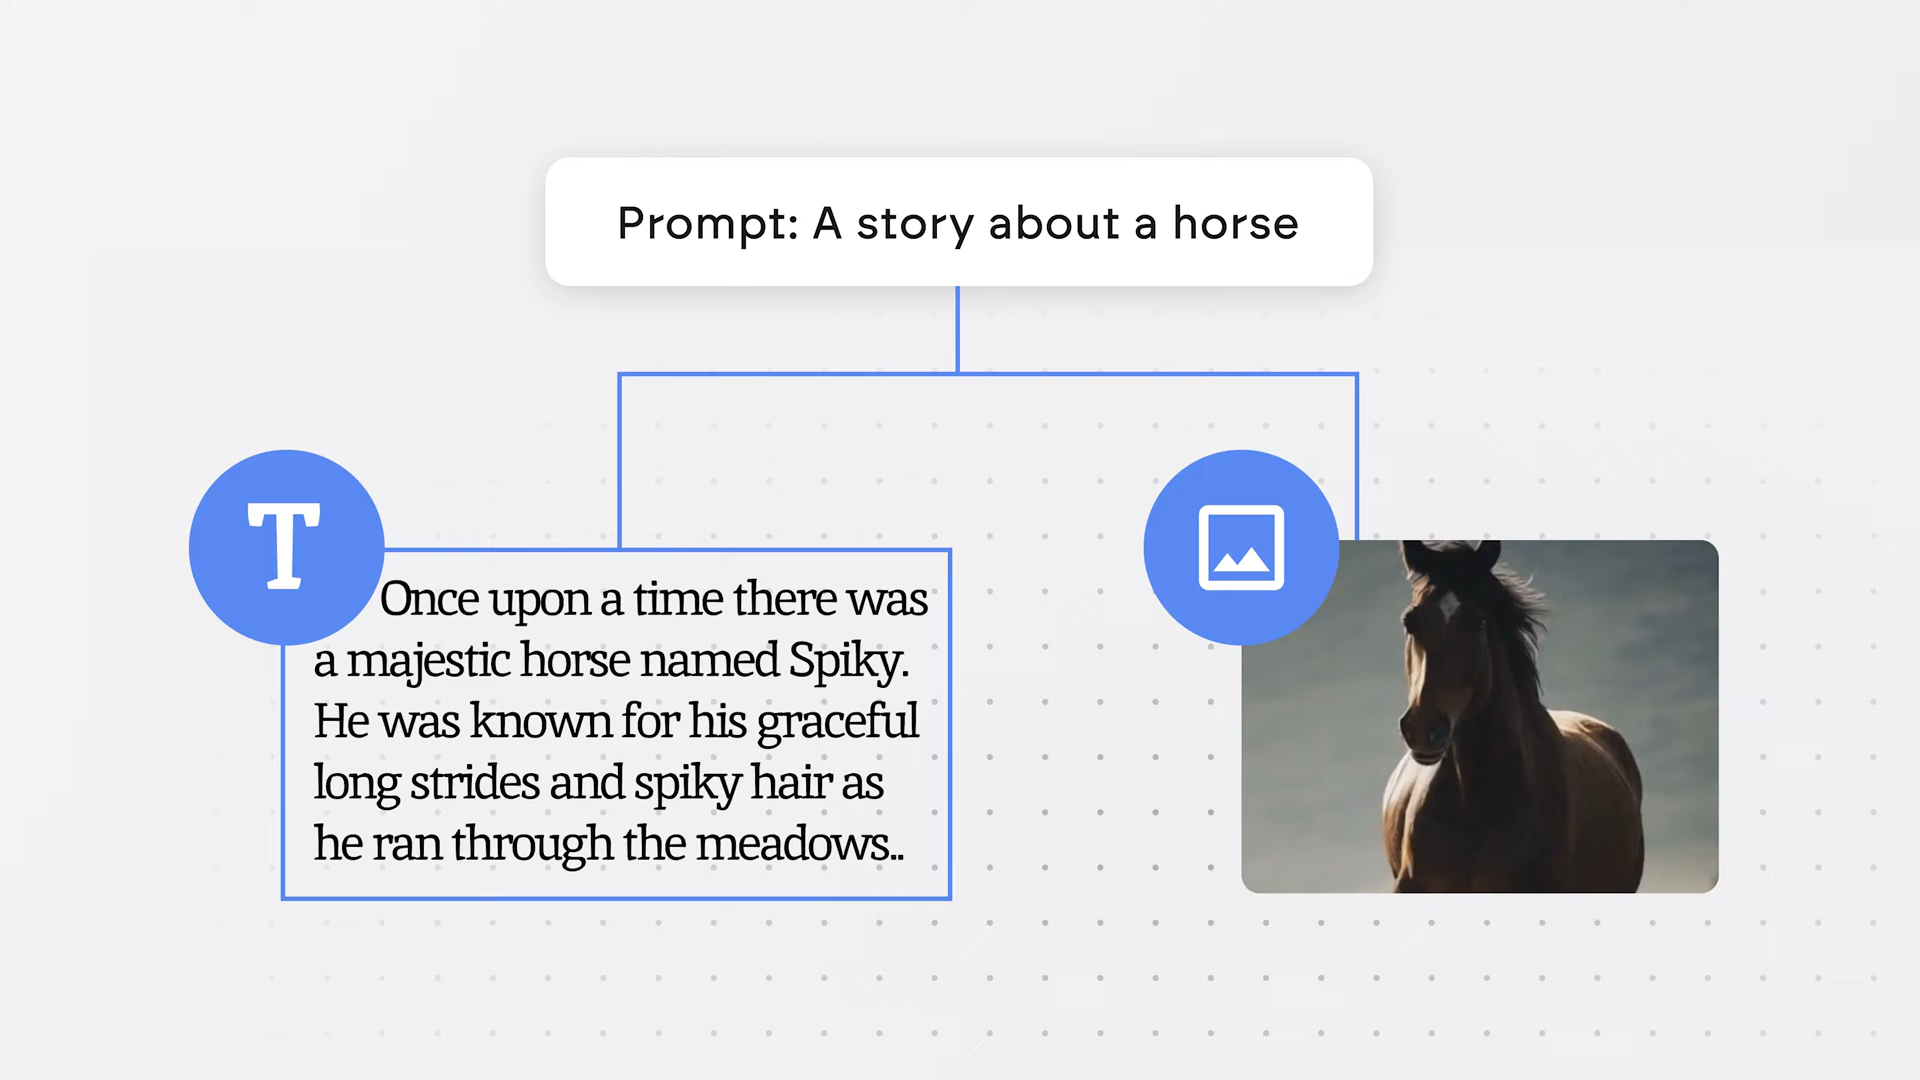 Prompt: A story about a horse
T
Once upon a time there was
a majestic horse named Spiky.
He was known for his graceful
long strides and spiky hair as
he ran through the meadows..